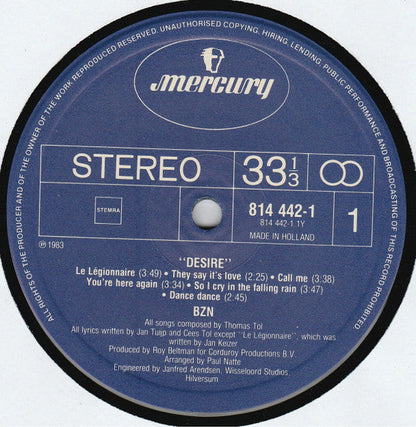 ALL RIGHTS OF THE PRODUCER AND OF THE OWNER OF THE WORK REPRODUCED RESERVED. UNAUTHORISED COPYING, HIRING, LENDING, PUBLIC PERFORMANCE AND BROADCASTING OF THIS RECORD PROHIBITED
mercury
STEREO
33 1/3
STEMRA
814 442-1
814 442.1 1Y
MADE IN HOLLAND
1
℗ 1983
"DESIRE"
Le Légionnaire (3:49) • They say it's love (2:25) • Call me (3:38)
You're here again (3:34) • So I cry in the falling rain (3:47)
• Dance dance (2:45)
BZN
All songs composed by Thomas Tol
All lyrics written by Jan Tuijp and Cees Tol except "Le Légionnaire", which was
written by Jan Keizer
Produced by Roy Beltman for Corduroy Productions B.V.
Arranged by Paul Natte
Engineered by Janfred Arendsen, Wisseloord Studios,
Hilversum